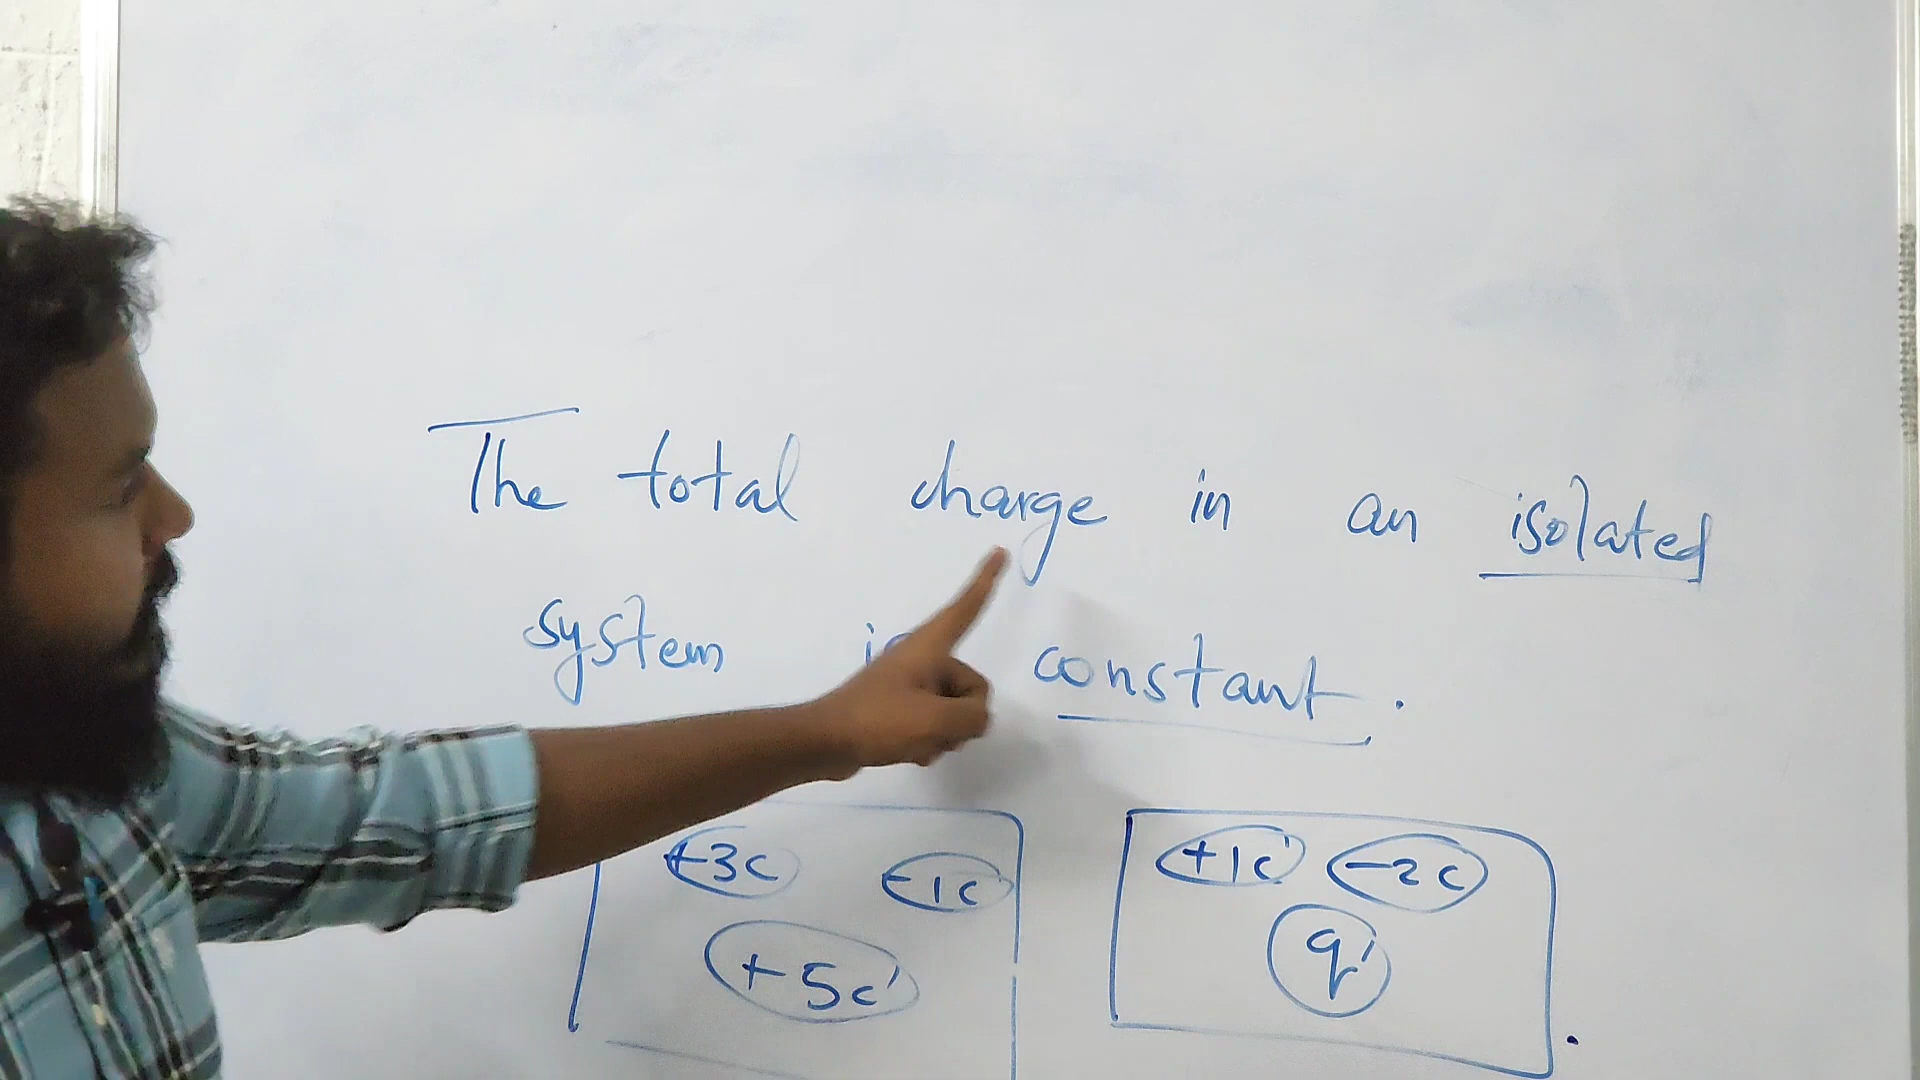 The total charge in an isolated
system is constant.
+3C -1C +1C -2C
+5C q